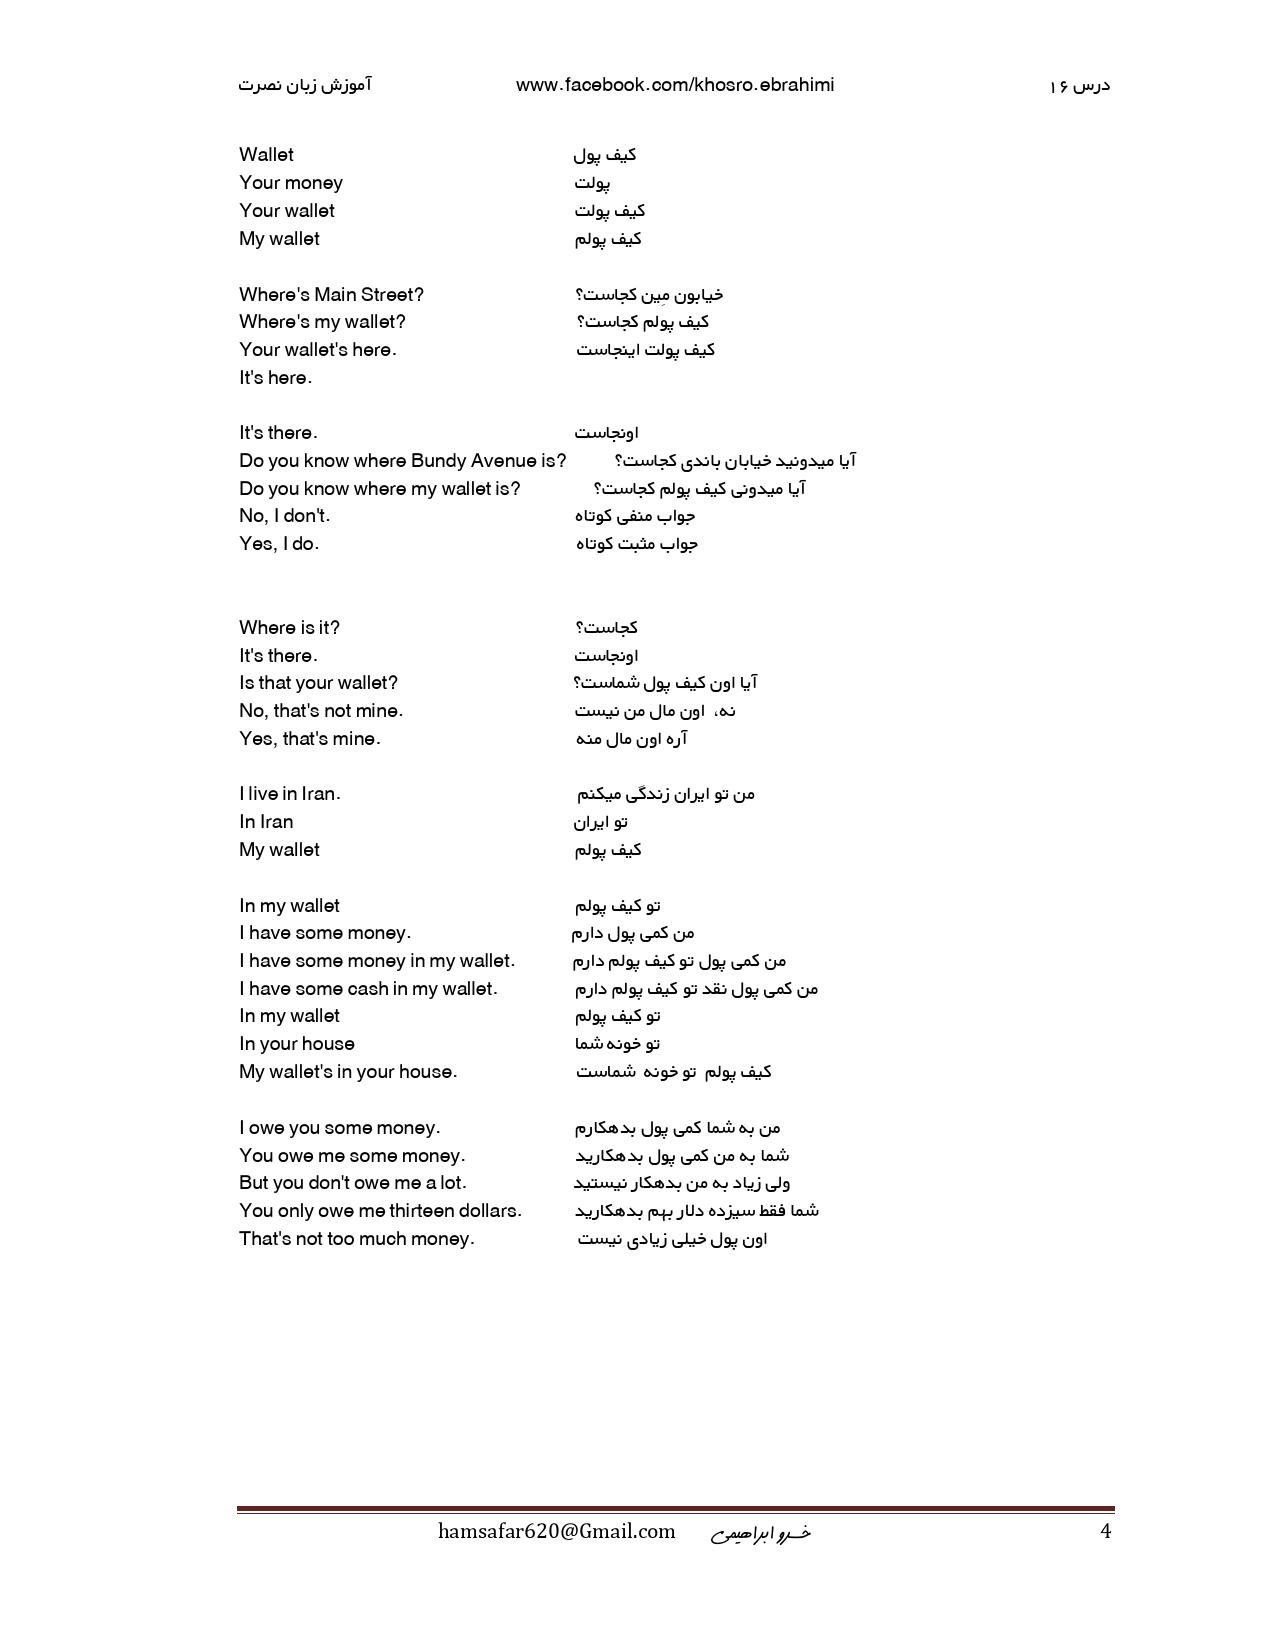 آموزش زبان نصرت www.facebook.com/khosro.ebrahimi درس ۱۶
Wallet کیف پول
Your money پولت
Your wallet کیف پولت
My wallet کیف پولم
Where's Main Street? خیابون مِین کجاست؟
Where's my wallet? کیف پولم کجاست؟
Your wallet's here. کیف پولت اینجاست
It's here.
It's there. اونجاست
Do you know where Bundy Avenue is? آیا میدونید خیابان باندی کجاست؟
Do you know where my wallet is? آیا میدونی کیف پولم کجاست؟
No, I don't. جواب منفی کوتاه
Yes, I do. جواب مثبت کوتاه
Where is it? کجاست؟
It's there. اونجاست
Is that your wallet? آیا اون کیف پول شماست؟
No, that's not mine. نه، اون مال من نیست
Yes, that's mine. آره اون مال منه
I live in Iran. من تو ایران زندگی میکنم
In Iran تو ایران
My wallet کیف پولم
In my wallet تو کیف پولم
I have some money. من کمی پول دارم
I have some money in my wallet. من کمی پول تو کیف پولم دارم
I have some cash in my wallet. من کمی پول نقد تو کیف پولم دارم
In my wallet تو کیف پولم
In your house تو خونه شما
My wallet's in your house. کیف پولم تو خونه شماست
I owe you some money. من به شما کمی پول بدهکارم
You owe me some money. شما به من کمی پول بدهکارید
But you don't owe me a lot. ولی زیاد به من بدهکار نیستید
You only owe me thirteen dollars. شما فقط سیزده دلار بهم بدهکارید
That's not too much money. اون پول خیلی زیادی نیست
hamsafar620@Gmail.com خسرو ابراهیمی 4